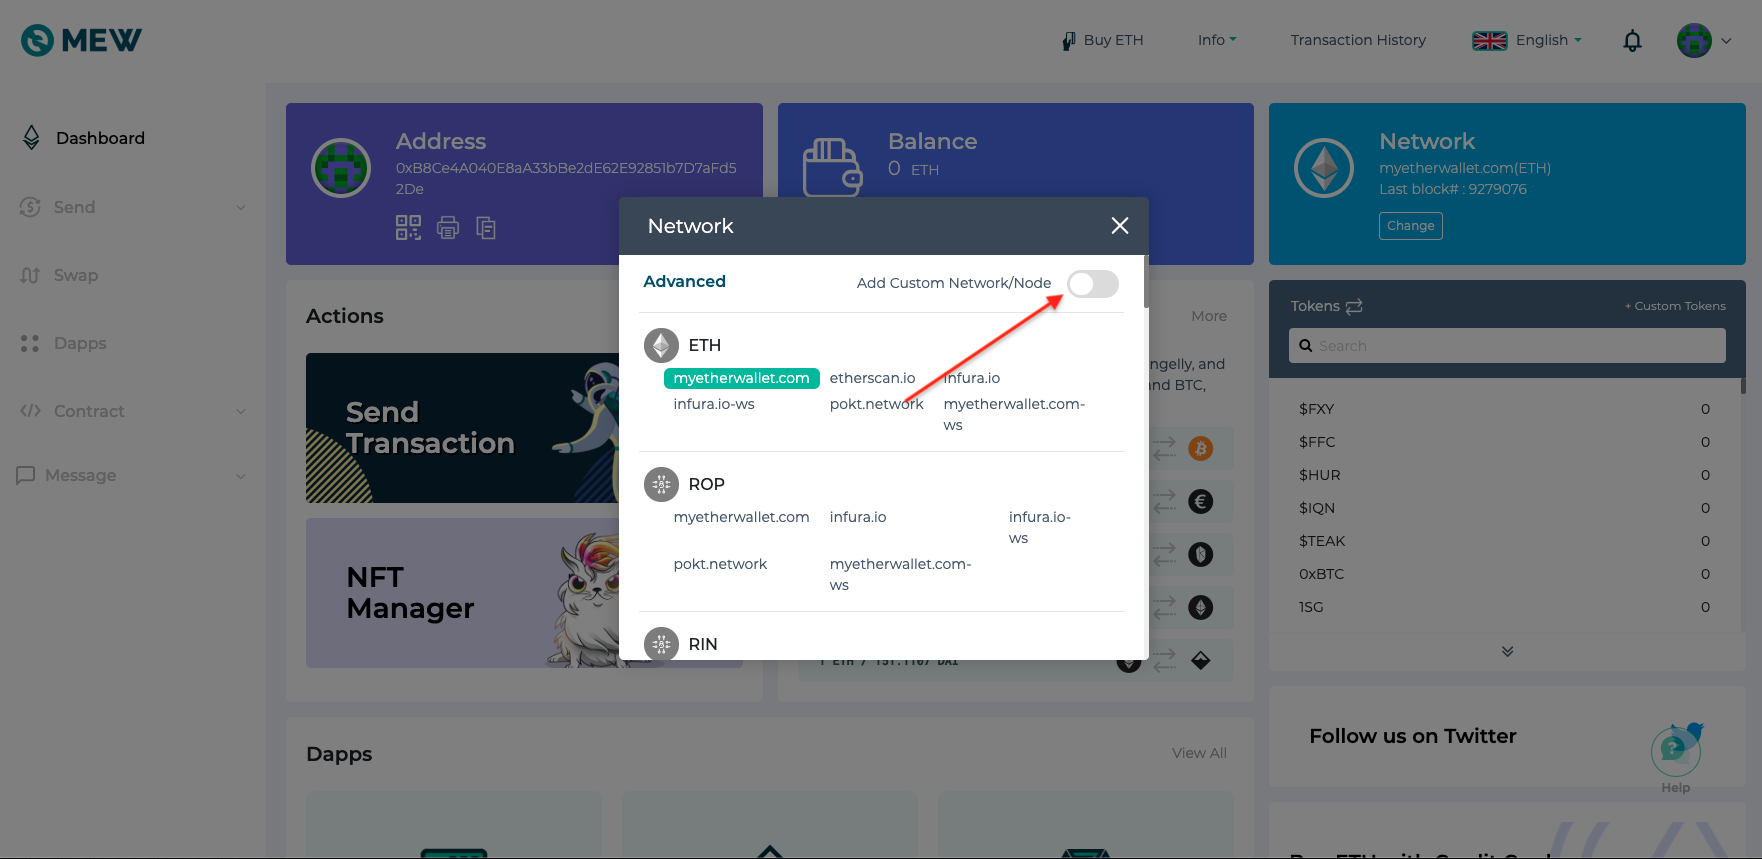 MEW
Buy ETH
Info
Transaction History
English
Dashboard
Send
Swap
Dapps
Contract
Message
Address
0xB8Ce4A040E8aA33bBe2dE62E92851b7D7aFd5
2De
Balance
0 ETH
Network
myetherwallet.com(ETH)
Last block# : 9279076
Change
Network
Advanced
Add Custom Network/Node
ETH
myetherwallet.com etherscan.io infura.io
infura.io-ws pokt.network myetherwallet.com-
ws
ROP
myetherwallet.com infura.io infura.io-
ws
pokt.network myetherwallet.com-
ws
RIN
Actions
Send
Transaction
NFT
Manager
More
ngelly, and
nd BTC,
Tokens
+ Custom Tokens
Search
$FXY 0
$FFC 0
$HUR 0
$IQN 0
$TEAK 0
0xBTC 0
1SG 0
Dapps
View All
Follow us on Twitter
Help